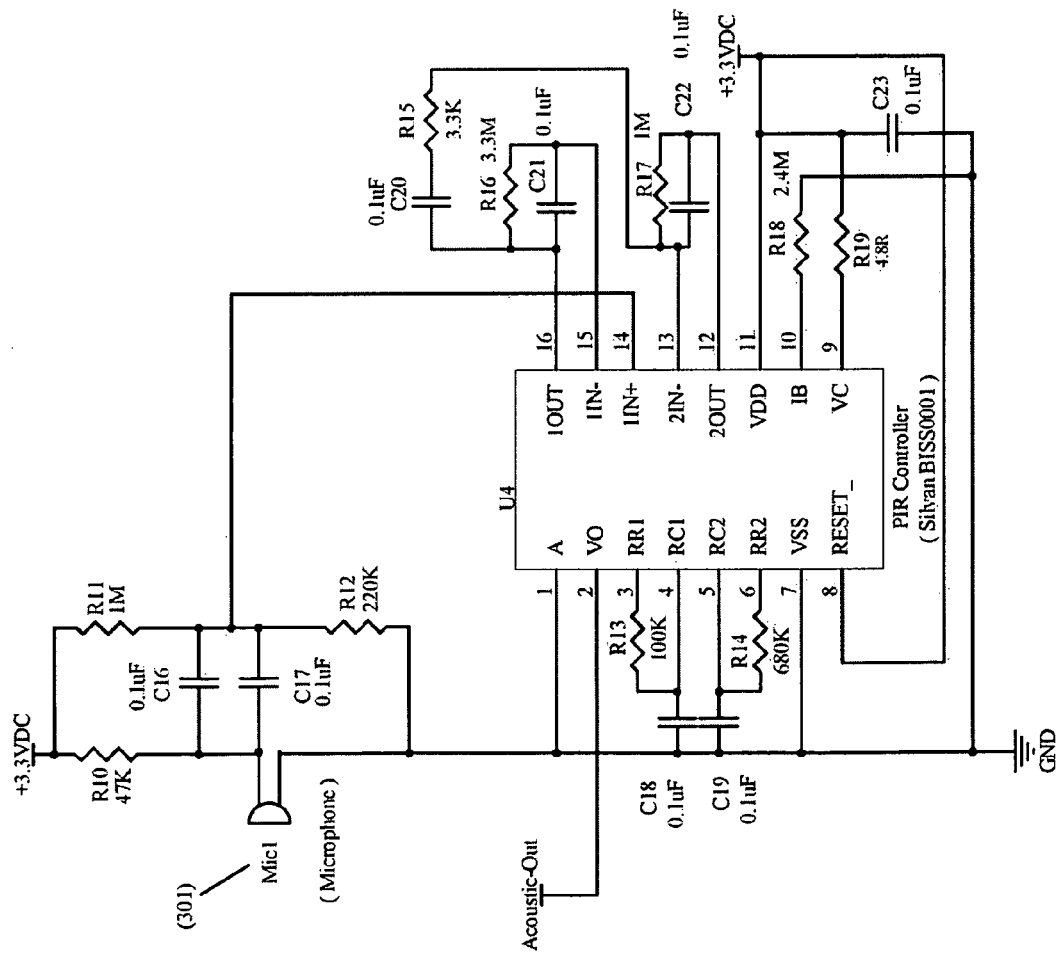 +3.3VDC
R10
47K
R11
1M
0.1uF
C16
C17
0.1uF
R12
220K
(301)
Mic1
( Microphone )
Acoustic-Out
C18
0.1uF
C19
0.1uF
R13
100K
R14
680K
GND
U4
1 A
2 VO
3 RR1
4 RC1
5 RC2
6 RR2
7 VSS
8 RESET_
1OUT 16
1IN- 15
1IN+ 14
2IN- 13
2OUT 12
VDD 11
IB 10
VC 9
PIR Controller
( Silvan BISS0001 )
0.1uF
C20
R15
3.3K
R16 3.3M
C21
0.1uF
R17
1M
C22 0.1uF
+3.3VDC
R18 2.4M
R19
4.8R
C23
0.1uF